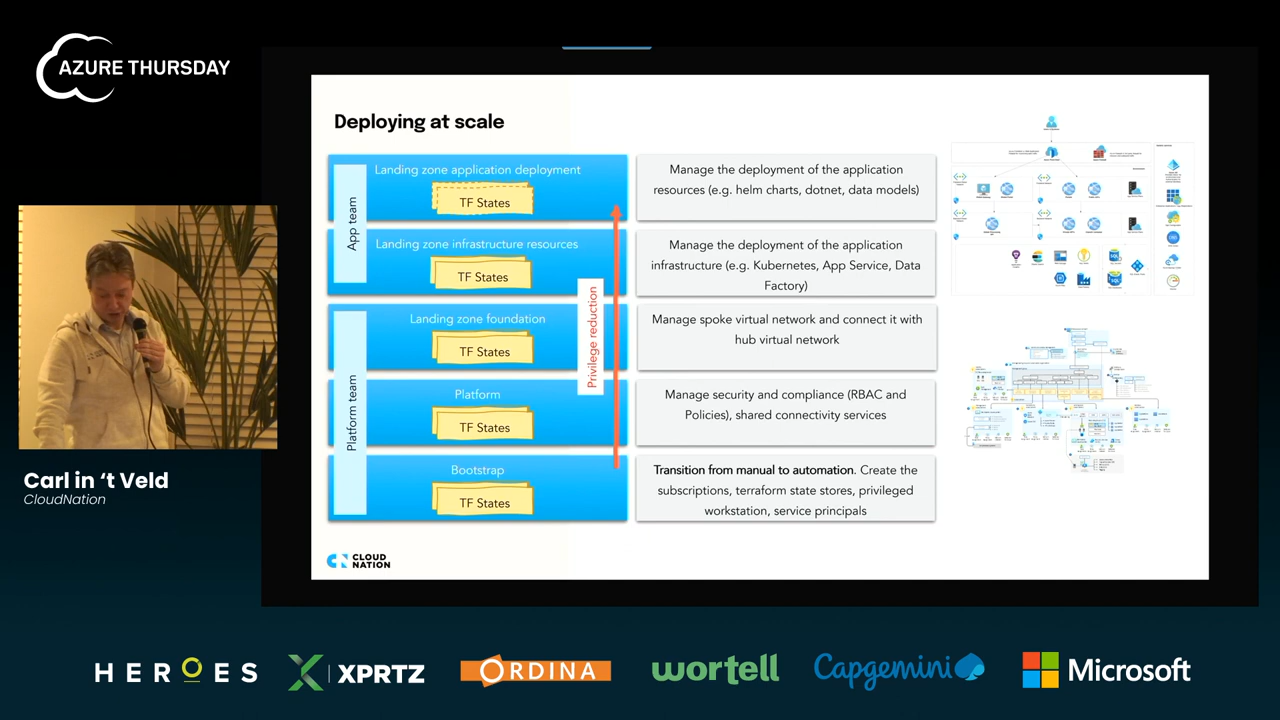 AZURE THURSDAY
Deploying at scale
App team
Landing zone application deployment
TF States
Manage the deployment of the application
resources (e.g. helm charts, dotnet, data models)
Landing zone infrastructure resources
TF States
Manage the deployment of the application
infrastructure (e.g. Kubernetes, App Service, Data
Factory)
Privilege reduction
Platform team
Landing zone foundation
TF States
Manage spoke virtual network and connect it with
hub virtual network
Platform
TF States
Manage security and compliance (RBAC and
Policies), shared connectivity services
Bootstrap
TF States
Transition from manual to automation. Create the
subscriptions, terraform state stores, privileged
workstation, service principals
CLOUD
NATION
Carl in ‘t Veld
CloudNation
HEROES
XPRTZ
ORDINA
wortell
Capgemini
Microsoft